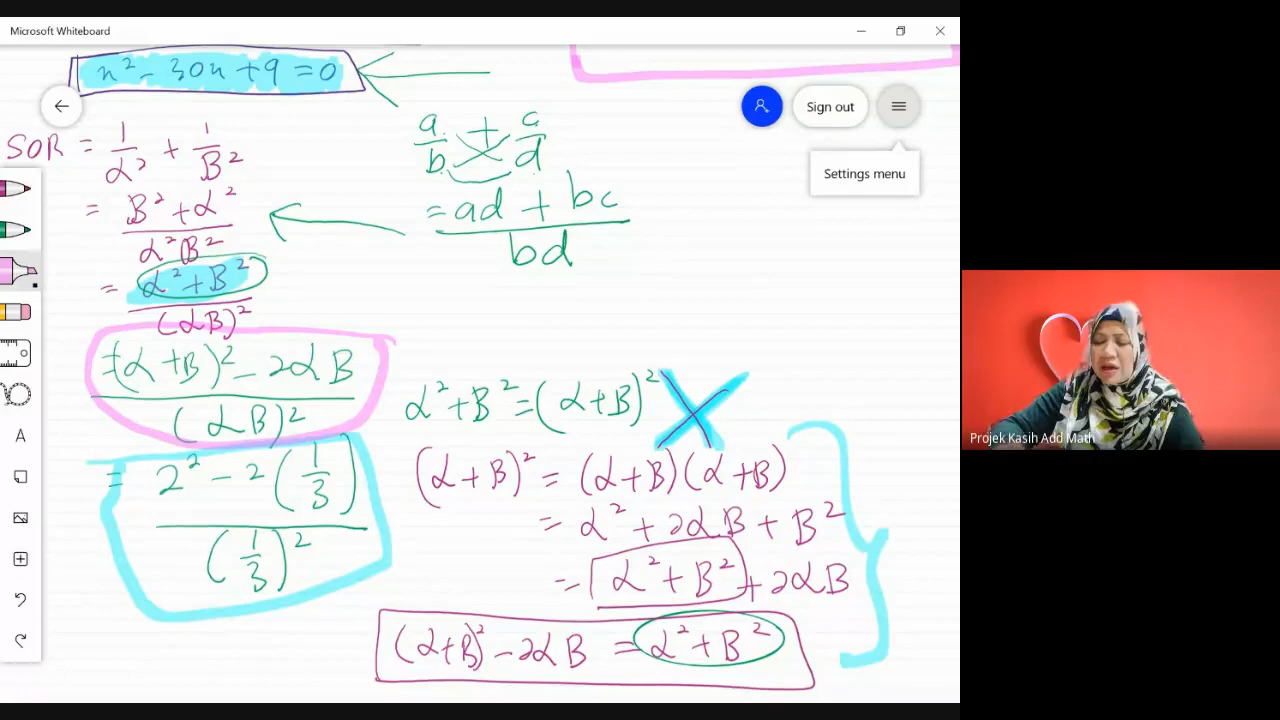 Microsoft Whiteboard
x² - 30x + 9 = 0
Sign out
Settings menu
SOR = 1/α² + 1/β²
= β² + α² / α²β²
= α² + β² / (αβ)²
= (α + β)² - 2αβ / (αβ)²
= 2² - 2(1/3) / (1/3)²
a/b + c/d
= ad + bc / bd
α² + β² = (α + β)² X
(α + β)² = (α + β)(α + β)
= α² + 2αβ + β²
= α² + β² + 2αβ
(α + β)² - 2αβ = α² + β²
A
Projek Kasih Add Math